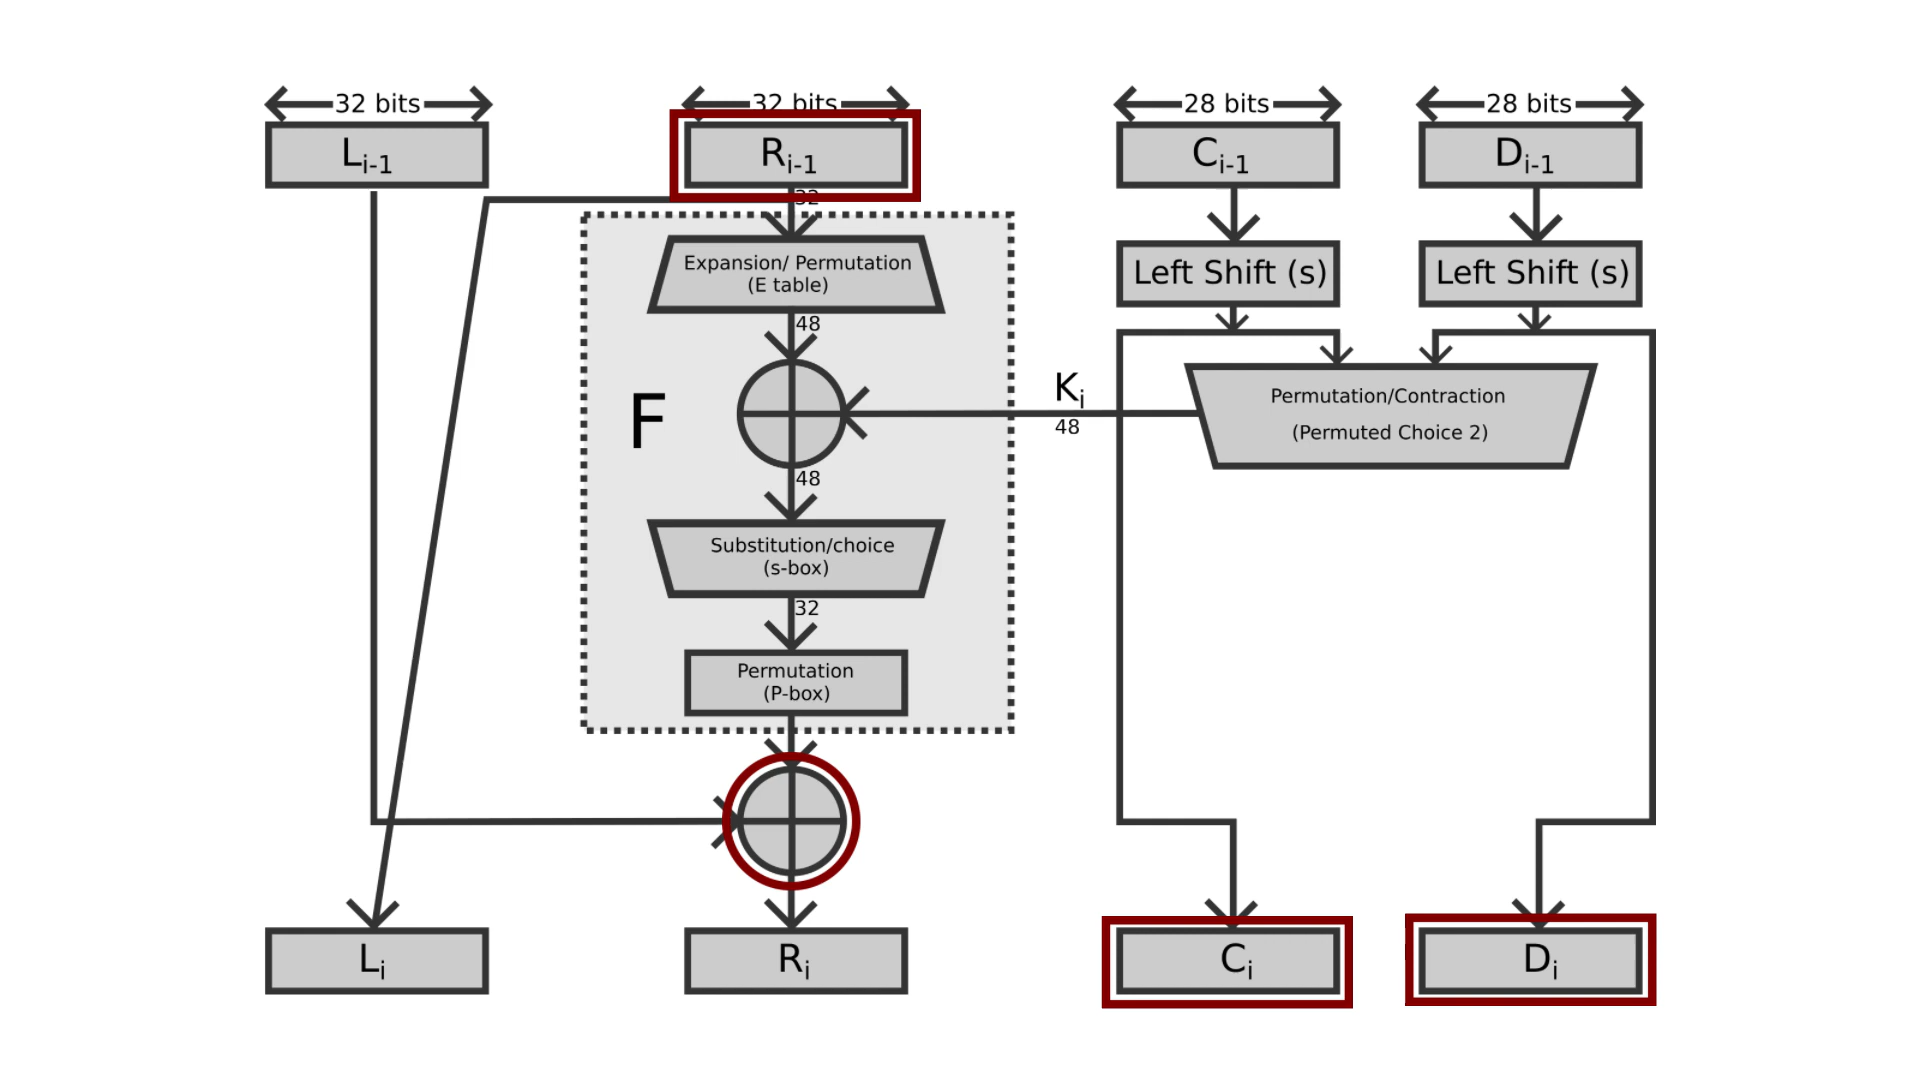 32 bits
32 bits
28 bits
28 bits
Li-1
Ri-1
Ci-1
Di-1
32
Expansion/ Permutation
(E table)
Left Shift (s)
Left Shift (s)
48
F
Ki
48
Permutation/Contraction
(Permuted Choice 2)
48
Substitution/choice
(s-box)
32
Permutation
(P-box)
Li
Ri
Ci
Di